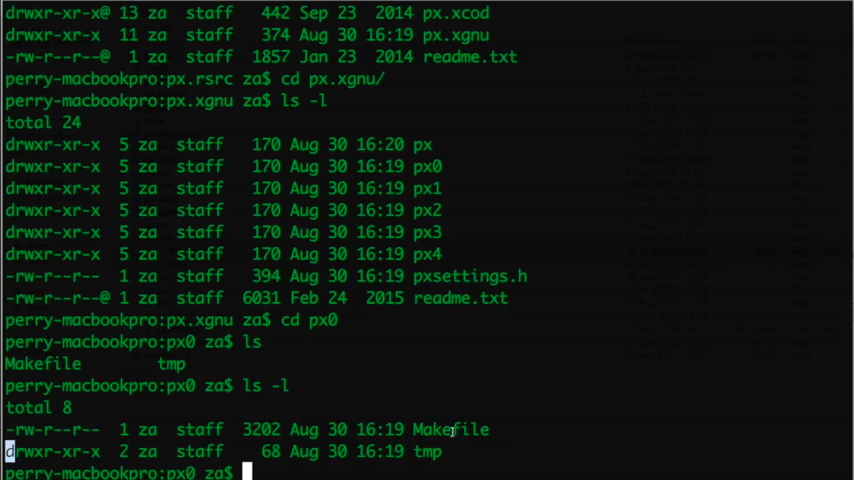 drwxr-xr-x@ 13 za  staff   442 Sep 23  2014 px.xcod
drwxr-xr-x  11 za  staff   374 Aug 30 16:19 px.xgnu
-rw-r--r--@  1 za  staff  1857 Jan 23  2014 readme.txt
perry-macbookpro:px.rsrc za$ cd px.xgnu/
perry-macbookpro:px.xgnu za$ ls -l
total 24
drwxr-xr-x  5 za  staff   170 Aug 30 16:20 px
drwxr-xr-x  5 za  staff   170 Aug 30 16:19 px0
drwxr-xr-x  5 za  staff   170 Aug 30 16:19 px1
drwxr-xr-x  5 za  staff   170 Aug 30 16:19 px2
drwxr-xr-x  5 za  staff   170 Aug 30 16:19 px3
drwxr-xr-x  5 za  staff   170 Aug 30 16:19 px4
-rw-r--r--  1 za  staff   394 Aug 30 16:19 pxsettings.h
-rw-r--r--@ 1 za  staff  6031 Feb 24  2015 readme.txt
perry-macbookpro:px.xgnu za$ cd px0
perry-macbookpro:px0 za$ ls
Makefile	tmp
perry-macbookpro:px0 za$ ls -l
total 8
-rw-r--r--  1 za  staff  3202 Aug 30 16:19 Makefile
drwxr-xr-x  2 za  staff    68 Aug 30 16:19 tmp
perry-macbookpro:px0 za$